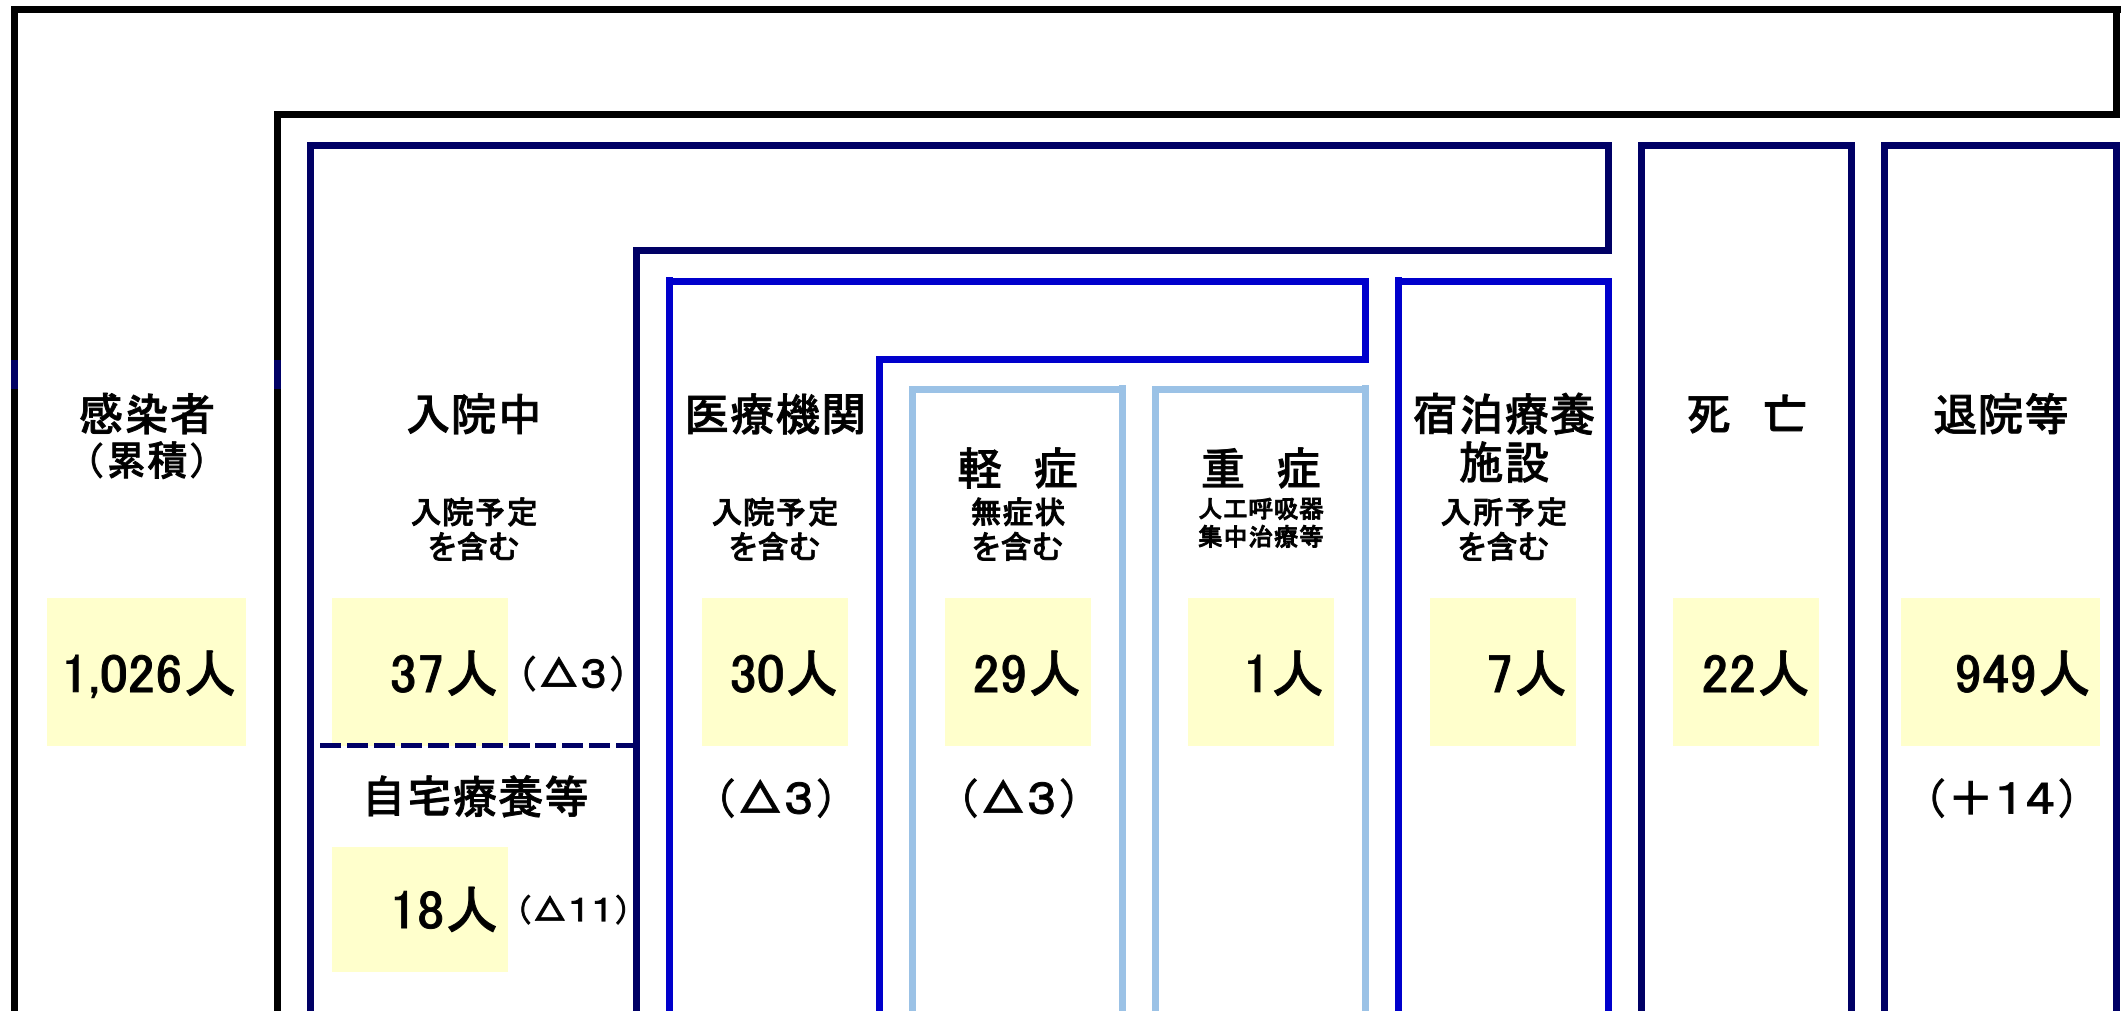 感染者
（累積）
1,026人
入院中
入院予定
を含む
37人（△3）
自宅療養等
18人（△11）
医療機関
入院予定
を含む
30人
（△3）
軽　症
無症状
を含む
29人
（△3）
重　症
人工呼吸器
集中治療等
1人
宿泊療養
施設
入所予定
を含む
7人
死　亡
22人
退院等
949人
（＋14）